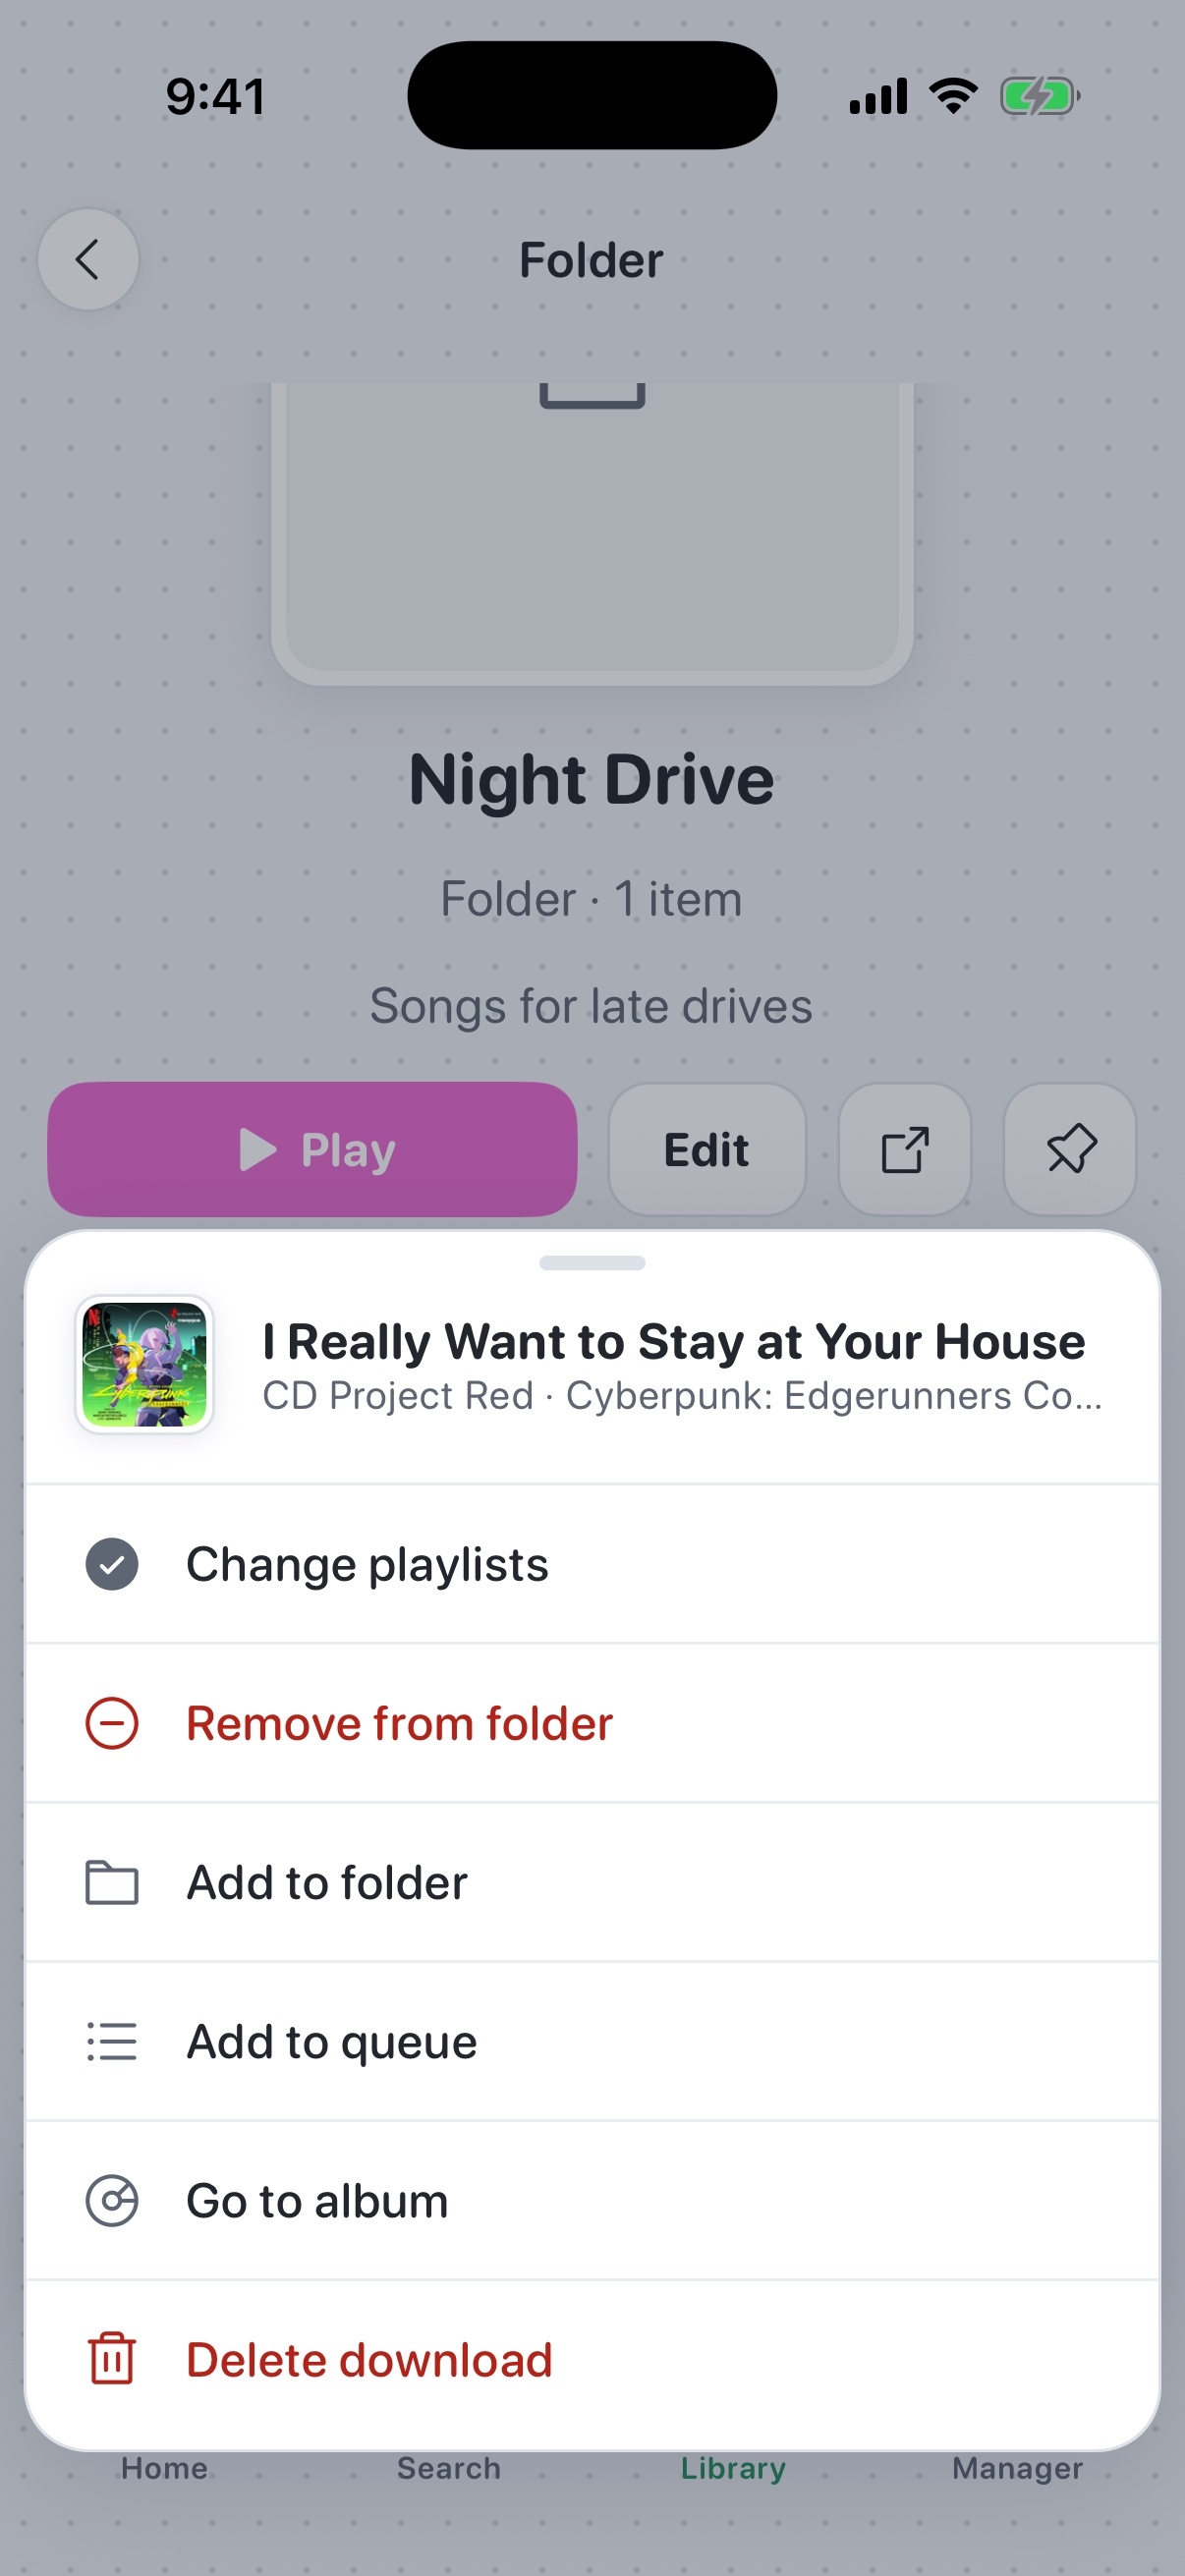 9:41
Folder
Night Drive
Folder · 1 item
Songs for late drives
Play
Edit
I Really Want to Stay at Your House
CD Project Red · Cyberpunk: Edgerunners Co...
Change playlists
Remove from folder
Add to folder
Add to queue
Go to album
Delete download
Home
Search
Library
Manager